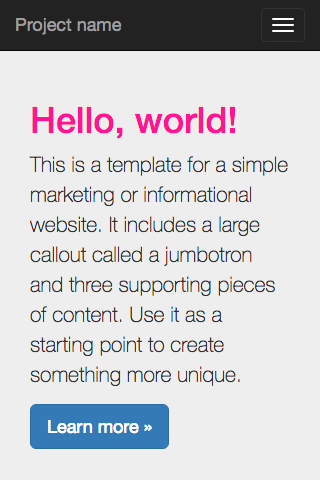 Project name
Hello, world!
This is a template for a simple
marketing or informational
website. It includes a large
callout called a jumbotron
and three supporting pieces
of content. Use it as a
starting point to create
something more unique.
Learn more »